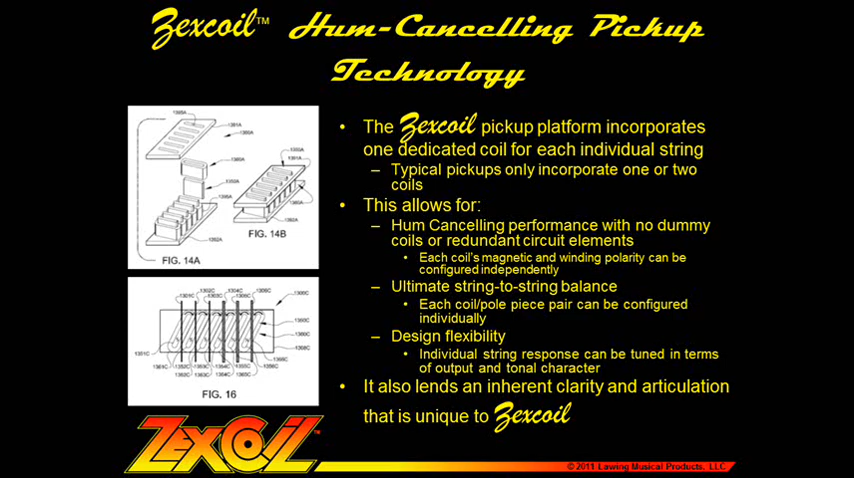 Zexcoil™ Hum-Cancelling Pickup
Technology
• The Zexcoil pickup platform incorporates
one dedicated coil for each individual string
– Typical pickups only incorporate one or two
coils
• This allows for:
– Hum Cancelling performance with no dummy
coils or redundant circuit elements
• Each coil's magnetic and winding polarity can be
configured independently
– Ultimate string-to-string balance
• Each coil/pole piece pair can be configured
individually
– Design flexibility
• Individual string response can be tuned in terms
of output and tonal character
• It also lends an inherent clarity and articulation
that is unique to Zexcoil
FIG. 14A
FIG. 14B
FIG. 16
ZEXCOIL™
© 2011 Lawing Musical Products, LLC